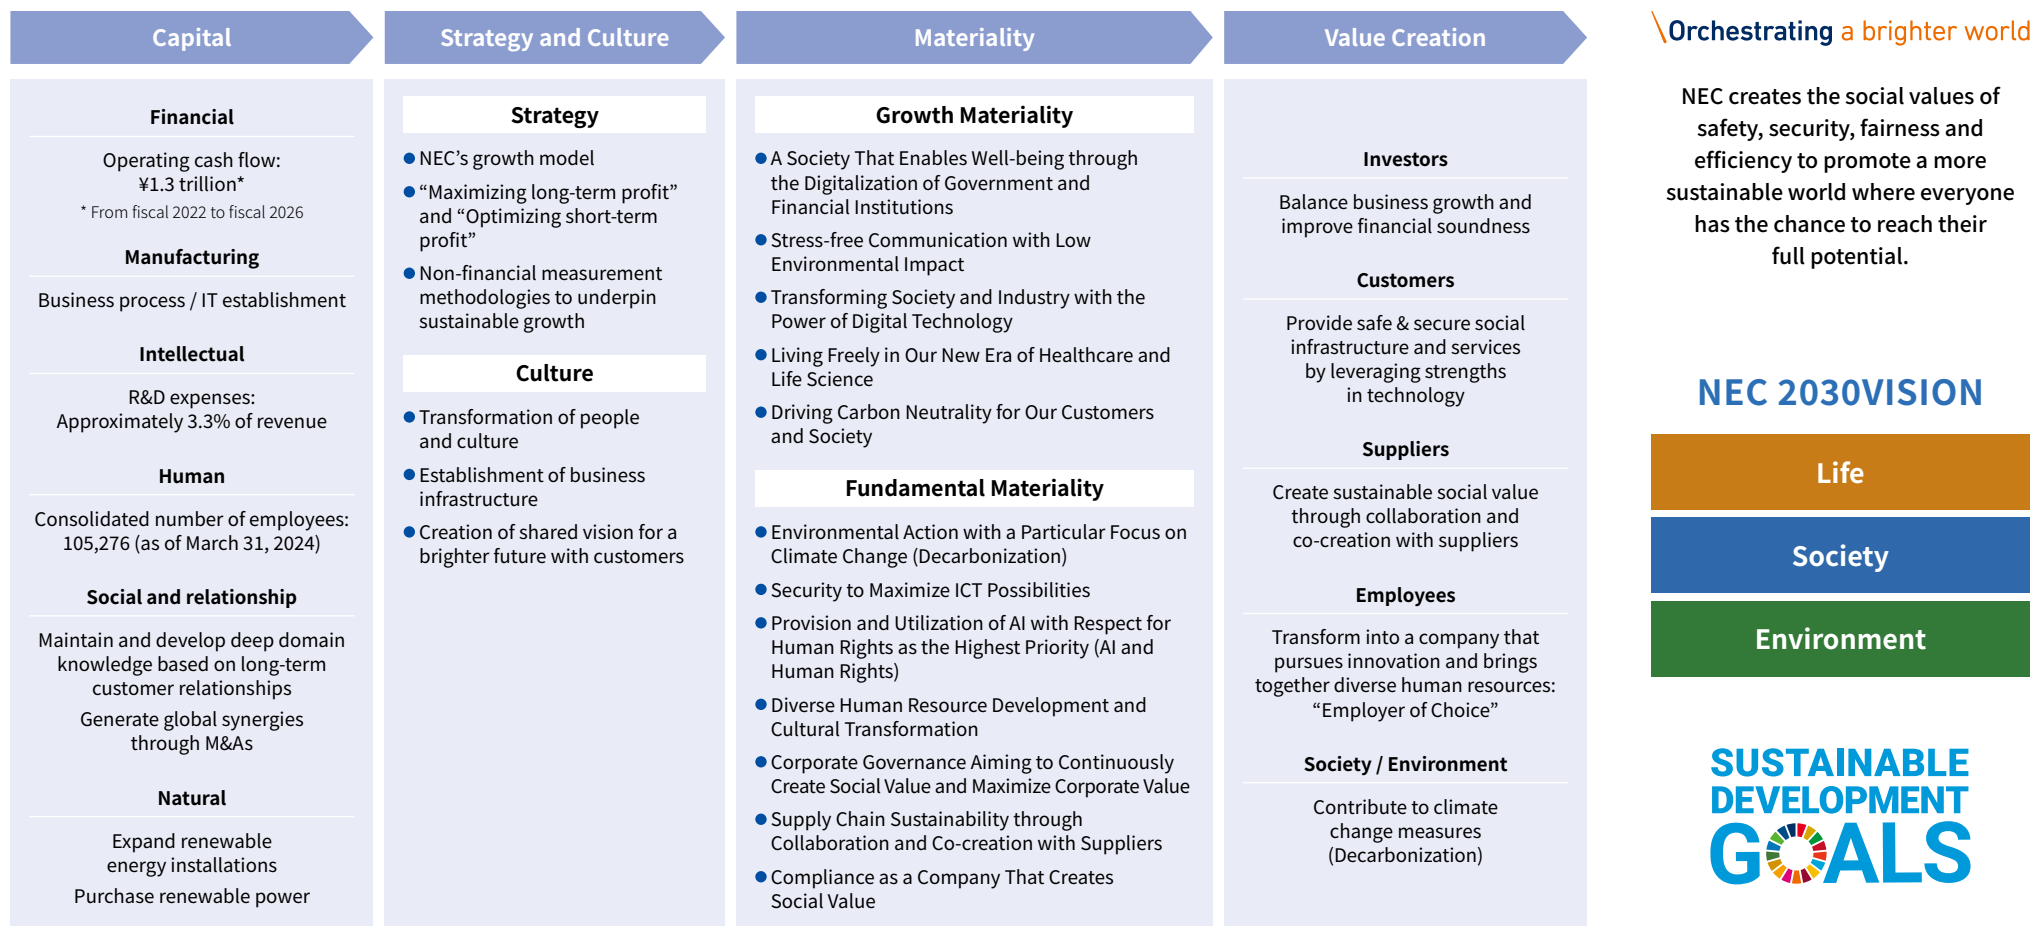 Capital
Financial
Operating cash flow:
¥1.3 trillion*
* From fiscal 2022 to fiscal 2026
Manufacturing
Business process / IT establishment
Intellectual
R&D expenses:
Approximately 3.3% of revenue
Human
Consolidated number of employees:
105,276 (as of March 31, 2024)
Social and relationship
Maintain and develop deep domain
knowledge based on long-term
customer relationships
Generate global synergies
through M&As
Natural
Expand renewable
energy installations
Purchase renewable power
Strategy and Culture
Strategy
● NEC’s growth model
● “Maximizing long-term profit”
and “Optimizing short-term
profit”
● Non-financial measurement
methodologies to underpin
sustainable growth
Culture
● Transformation of people
and culture
● Establishment of business
infrastructure
● Creation of shared vision for a
brighter future with customers
Materiality
Growth Materiality
● A Society That Enables Well-being through
the Digitalization of Government and
Financial Institutions
● Stress-free Communication with Low
Environmental Impact
● Transforming Society and Industry with the
Power of Digital Technology
● Living Freely in Our New Era of Healthcare and
Life Science
● Driving Carbon Neutrality for Our Customers
and Society
Fundamental Materiality
● Environmental Action with a Particular Focus on
Climate Change (Decarbonization)
● Security to Maximize ICT Possibilities
● Provision and Utilization of AI with Respect for
Human Rights as the Highest Priority (AI and
Human Rights)
● Diverse Human Resource Development and
Cultural Transformation
● Corporate Governance Aiming to Continuously
Create Social Value and Maximize Corporate Value
● Supply Chain Sustainability through
Collaboration and Co-creation with Suppliers
● Compliance as a Company That Creates
Social Value
Value Creation
Investors
Balance business growth and
improve financial soundness
Customers
Provide safe & secure social
infrastructure and services
by leveraging strengths
in technology
Suppliers
Create sustainable social value
through collaboration and
co-creation with suppliers
Employees
Transform into a company that
pursues innovation and brings
together diverse human resources:
“Employer of Choice”
Society / Environment
Contribute to climate
change measures
(Decarbonization)
\Orchestrating a brighter world
NEC creates the social values of
safety, security, fairness and
efficiency to promote a more
sustainable world where everyone
has the chance to reach their
full potential.
NEC 2030VISION
Life
Society
Environment
SUSTAINABLE
DEVELOPMENT
GOALS